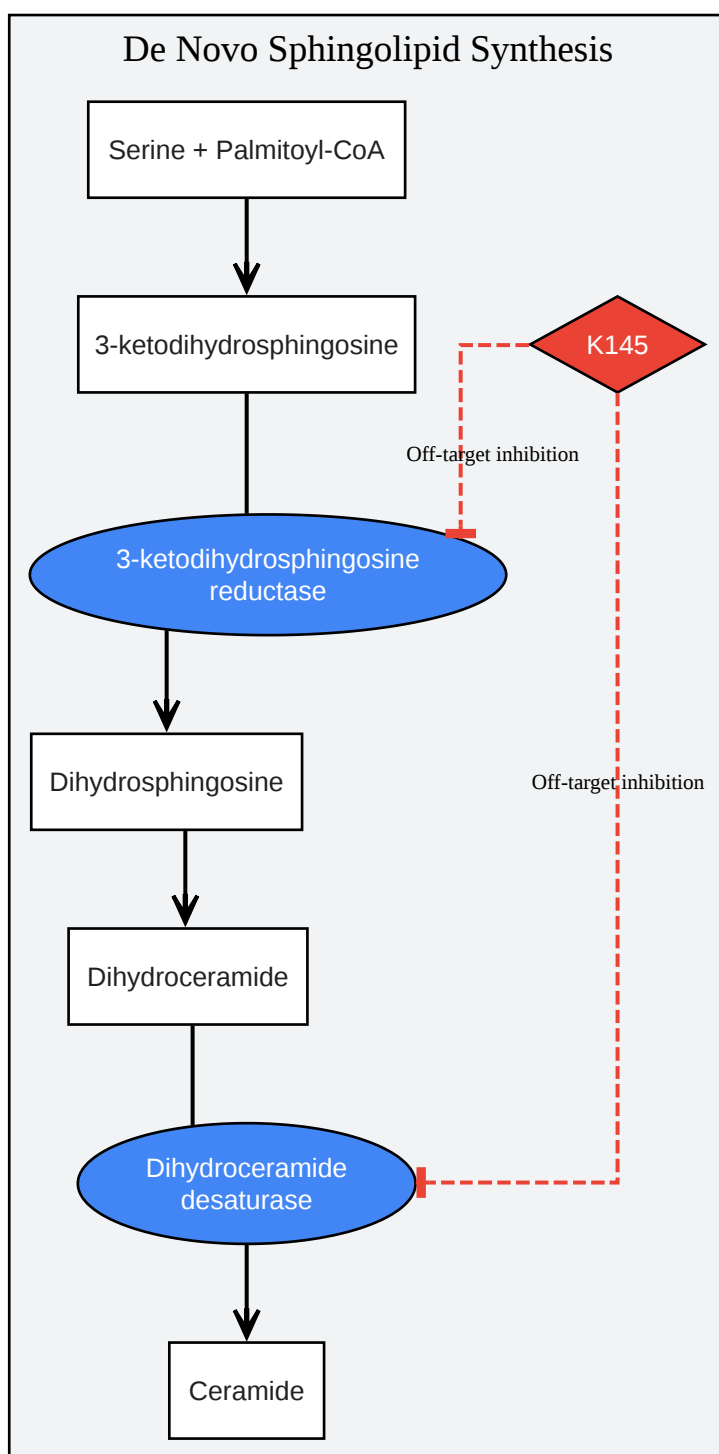 De Novo Sphingolipid Synthesis
Serine + Palmitoyl-CoA
3-ketodihydrosphingosine
K145
Off-target inhibition
3-ketodihydrosphingosine
reductase
Dihydrosphingosine
Off-target inhibition
Dihydroceramide
Dihydroceramide
desaturase
Ceramide